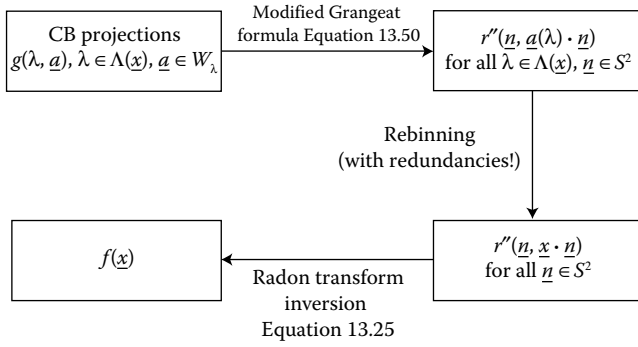 CB projections
g(λ, a̲), λ ∈ Λ(x̲), a̲ ∈ W_λ
Modified Grangeat
formula Equation 13.50
r″(n̲, a̲(λ) · n̲)
for all λ ∈ Λ(x̲), n̲ ∈ S²
Rebinning
(with redundancies!)
r″(n̲, x̲ · n̲)
for all n̲ ∈ S²
Radon transform
inversion
Equation 13.25
f(x̲)